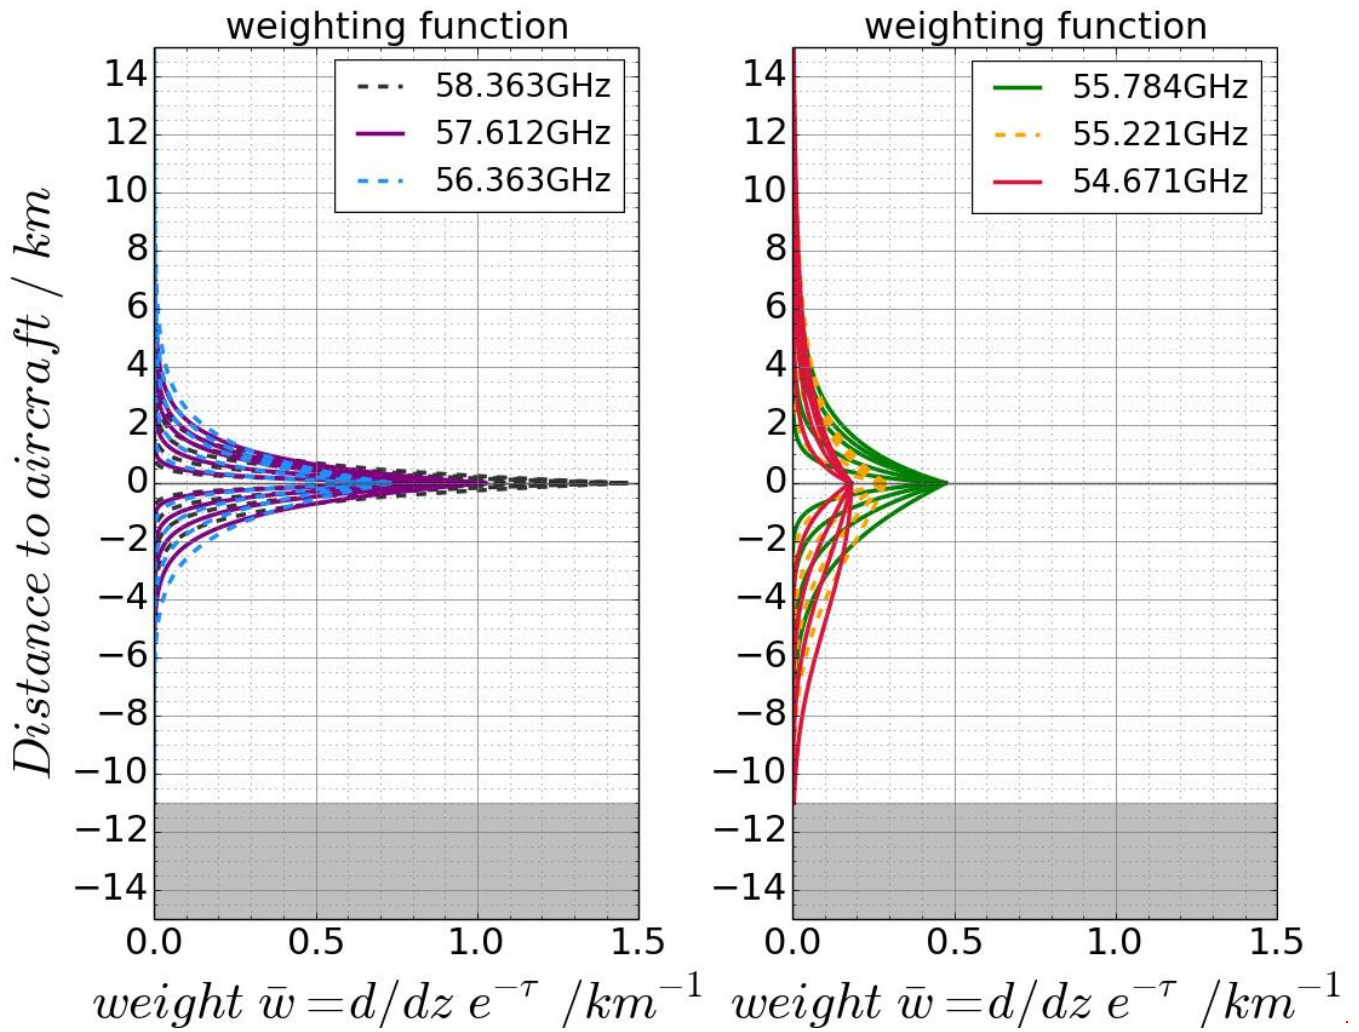 weighting function
14
12
10
8
6
4
2
0
−2
−4
−6
−8
−10
−12
−14
0.0 0.5 1.0 1.5
58.363GHz
57.612GHz
56.363GHz
Distance to aircraft / km
weight w̄ =d/dz e^{−τ} /km^{−1}
weighting function
14
12
10
8
6
4
2
0
−2
−4
−6
−8
−10
−12
−14
0.0 0.5 1.0 1.5
55.784GHz
55.221GHz
54.671GHz
weight w̄ =d/dz e^{−τ} /km^{−1}